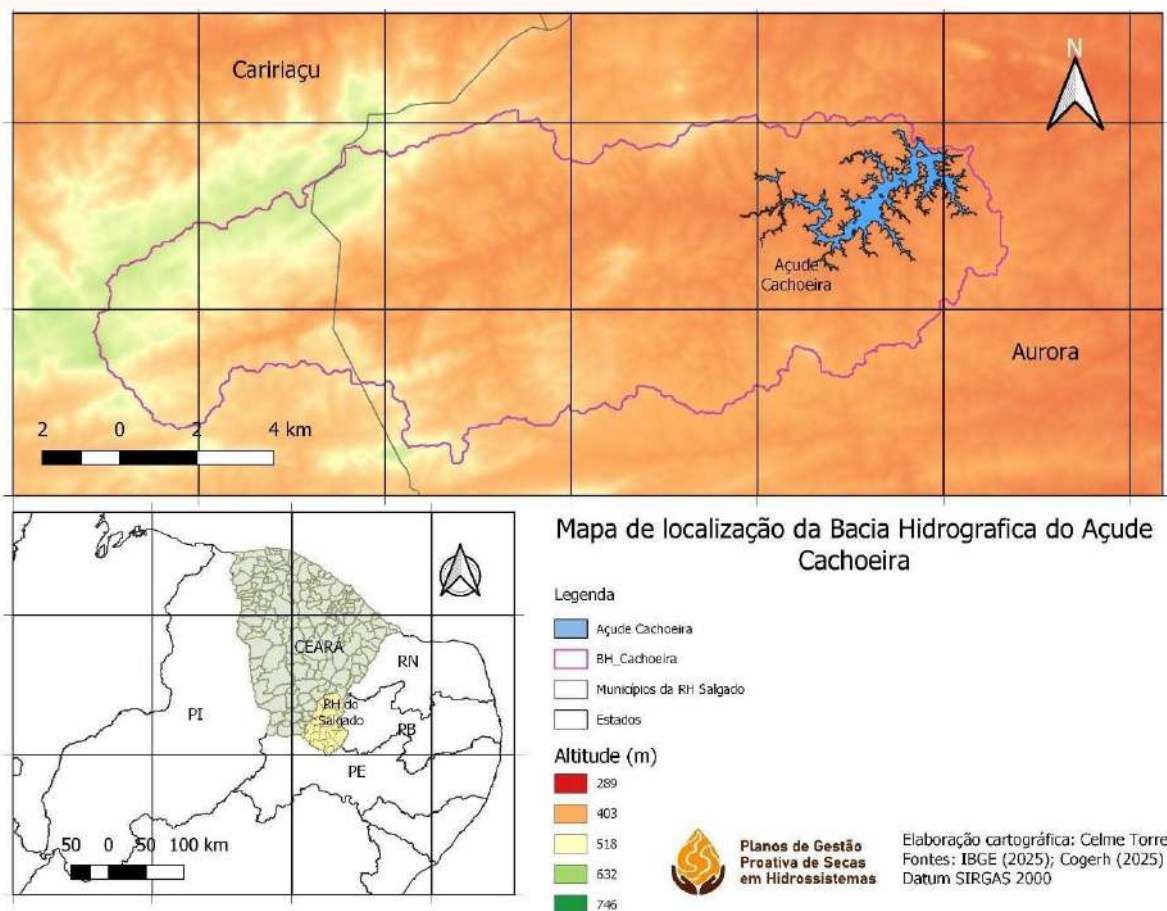 Caririaçu
N
Açude
Cachoeira
Aurora
2 0 2 4 km
Mapa de localização da Bacia Hidrografica do Açude
Cachoeira
Legenda
Açude Cachoeira
BH_Cachoeira
Municípios da RH Salgado
Estados
Altitude (m)
289
403
518
632
746
CEARÁ
RN
RH do
Salgado
PI
RB
PE
50 0 50 100 km
Planos de Gestão
Proativa de Secas
em Hidrossistemas
Elaboração cartográfica: Celme Torre
Fontes: IBGE (2025); Cogerh (2025)
Datum SIRGAS 2000